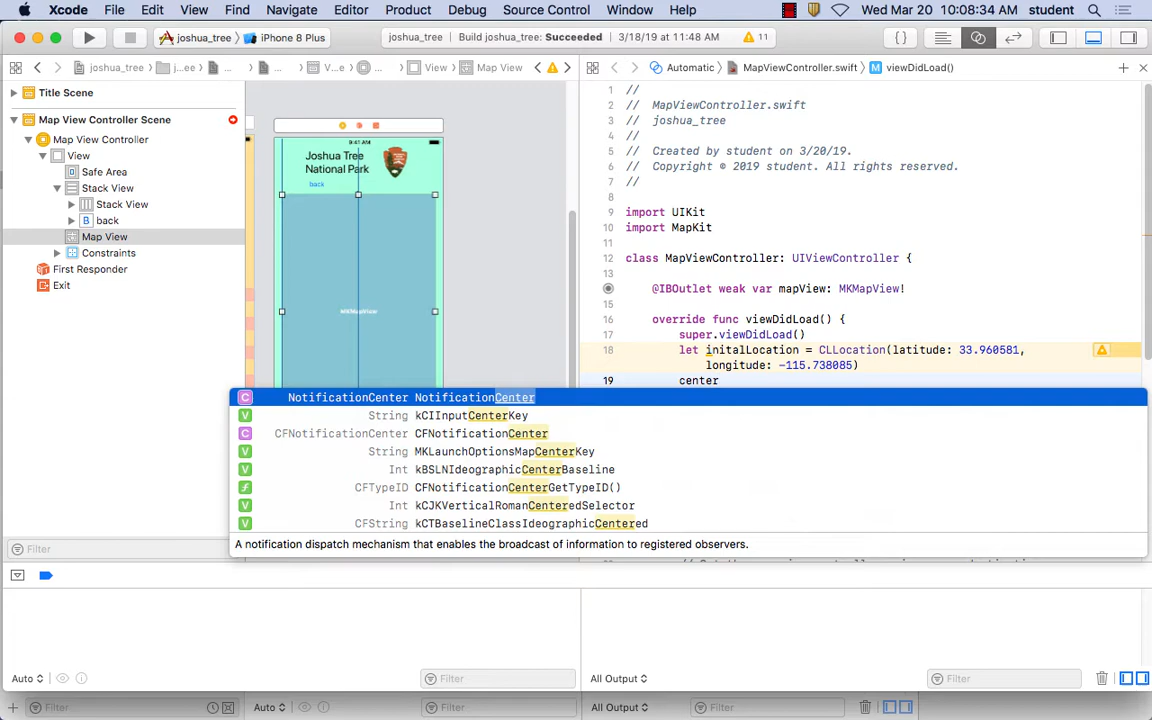 Xcode File Edit View Find Navigate Editor Product Debug Source Control Window Help Wed Mar 20 10:08:34 AM student
joshua_tree iPhone 8 Plus joshua_tree Build joshua_tree: Succeeded 3/18/19 at 11:48 AM 11
joshua_tree ...ee ... ... V...e ... View Map View Automatic MapViewController.swift viewDidLoad()
Title Scene
Map View Controller Scene
Map View Controller
View
Safe Area
Stack View
Stack View
B back
Map View
Constraints
First Responder
Exit
Filter
9:41 AM
Joshua Tree
National Park
back
MKMapView
1 //
2 // MapViewController.swift
3 // joshua_tree
4 //
5 // Created by student on 3/20/19.
6 // Copyright © 2019 student. All rights reserved.
7 //
8
9 import UIKit
10 import MapKit
11
12 class MapViewController: UIViewController {
13
@IBOutlet weak var mapView: MKMapView!
15
16 override func viewDidLoad() {
17 super.viewDidLoad()
18 let initalLocation = CLLocation(latitude: 33.960581,
longitude: -115.738085)
19 center
C NotificationCenter NotificationCenter
V String kCIInputCenterKey
C CFNotificationCenter CFNotificationCenter
V String MKLaunchOptionsMapCenterKey
V Int kBSLNIdeographicCenterBaseline
f CFTypeID CFNotificationCenterGetTypeID()
V Int kCJKVerticalRomanCenteredSelector
V CFString kCTBaselineClassIdeographicCentered
A notification dispatch mechanism that enables the broadcast of information to registered observers.
Auto Filter All Output Filter
Filter Auto Filter All Output Filter